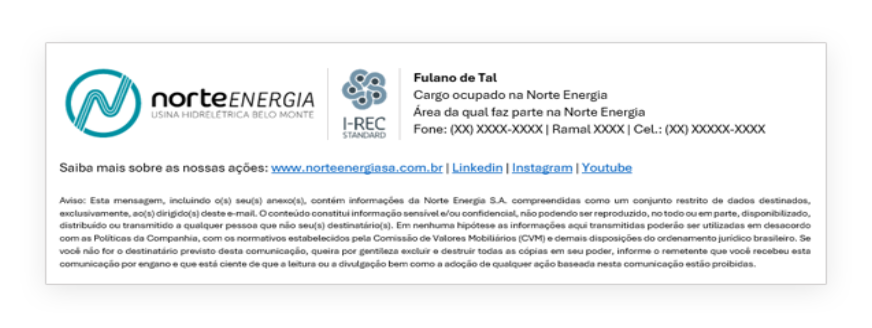 norteENERGIA
USINA HIDRELÉTRICA BELO MONTE
I-REC
STANDARD
Fulano de Tal
Cargo ocupado na Norte Energia
Área da qual faz parte na Norte Energia
Fone: (XX) XXXX-XXXX | Ramal XXXX | Cel.: (XX) XXXXX-XXXX
Saiba mais sobre as nossas ações: www.norteenergiasa.com.br | Linkedin | Instagram | Youtube
Aviso: Esta mensagem, incluindo o(s) seu(s) anexo(s), contém informações da Norte Energia S.A. compreendidas como um conjunto restrito de dados destinados,
exclusivamente, ao(s) dirigido(s) deste e-mail. O conteúdo constitui informação sensível e/ou confidencial, não podendo ser reproduzido, no todo ou em parte, disponibilizado,
distribuído ou transmitido a qualquer pessoa que não seu(s) destinatário(s). Em nenhuma hipótese as informações aqui transmitidas poderão ser utilizadas em desacordo
com as Políticas da Companhia, com os normativos estabelecidos pela Comissão de Valores Mobiliários (CVM) e demais disposições do ordenamento jurídico brasileiro. Se
você não for o destinatário previsto desta comunicação, queira por gentileza excluir e destruir todas as cópias em seu poder, informe o remetente que você recebeu esta
comunicação por engano e que está ciente de que a leitura ou a divulgação bem como a adoção de qualquer ação baseada nesta comunicação estão proibidas.